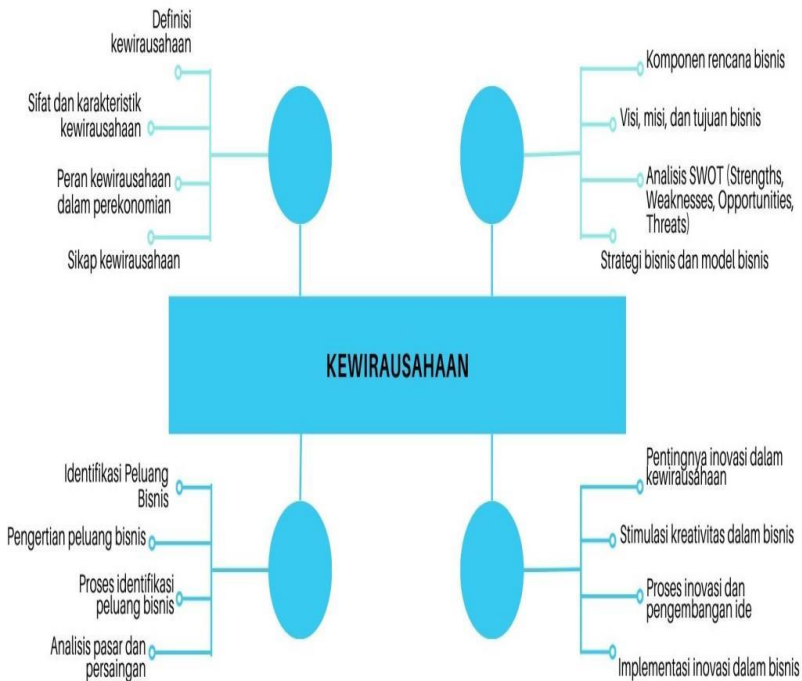 Definisi
kewirausahaan
Sifat dan karakteristik
kewirausahaan
Peran kewirausahaan
dalam perekonomian
Sikap kewirausahaan
Komponen rencana bisnis
Visi, misi, dan tujuan bisnis
Analisis SWOT (Strengths,
Weaknesses, Opportunities,
Threats)
Strategi bisnis dan model bisnis
KEWIRAUSAHAAN
Identifikasi Peluang
Bisnis
Pengertian peluang bisnis
Proses identifikasi
peluang bisnis
Analisis pasar dan
persaingan
Pentingnya inovasi dalam
kewirausahaan
Stimulasi kreativitas dalam bisnis
Proses inovasi dan
pengembangan ide
Implementasi inovasi dalam bisnis